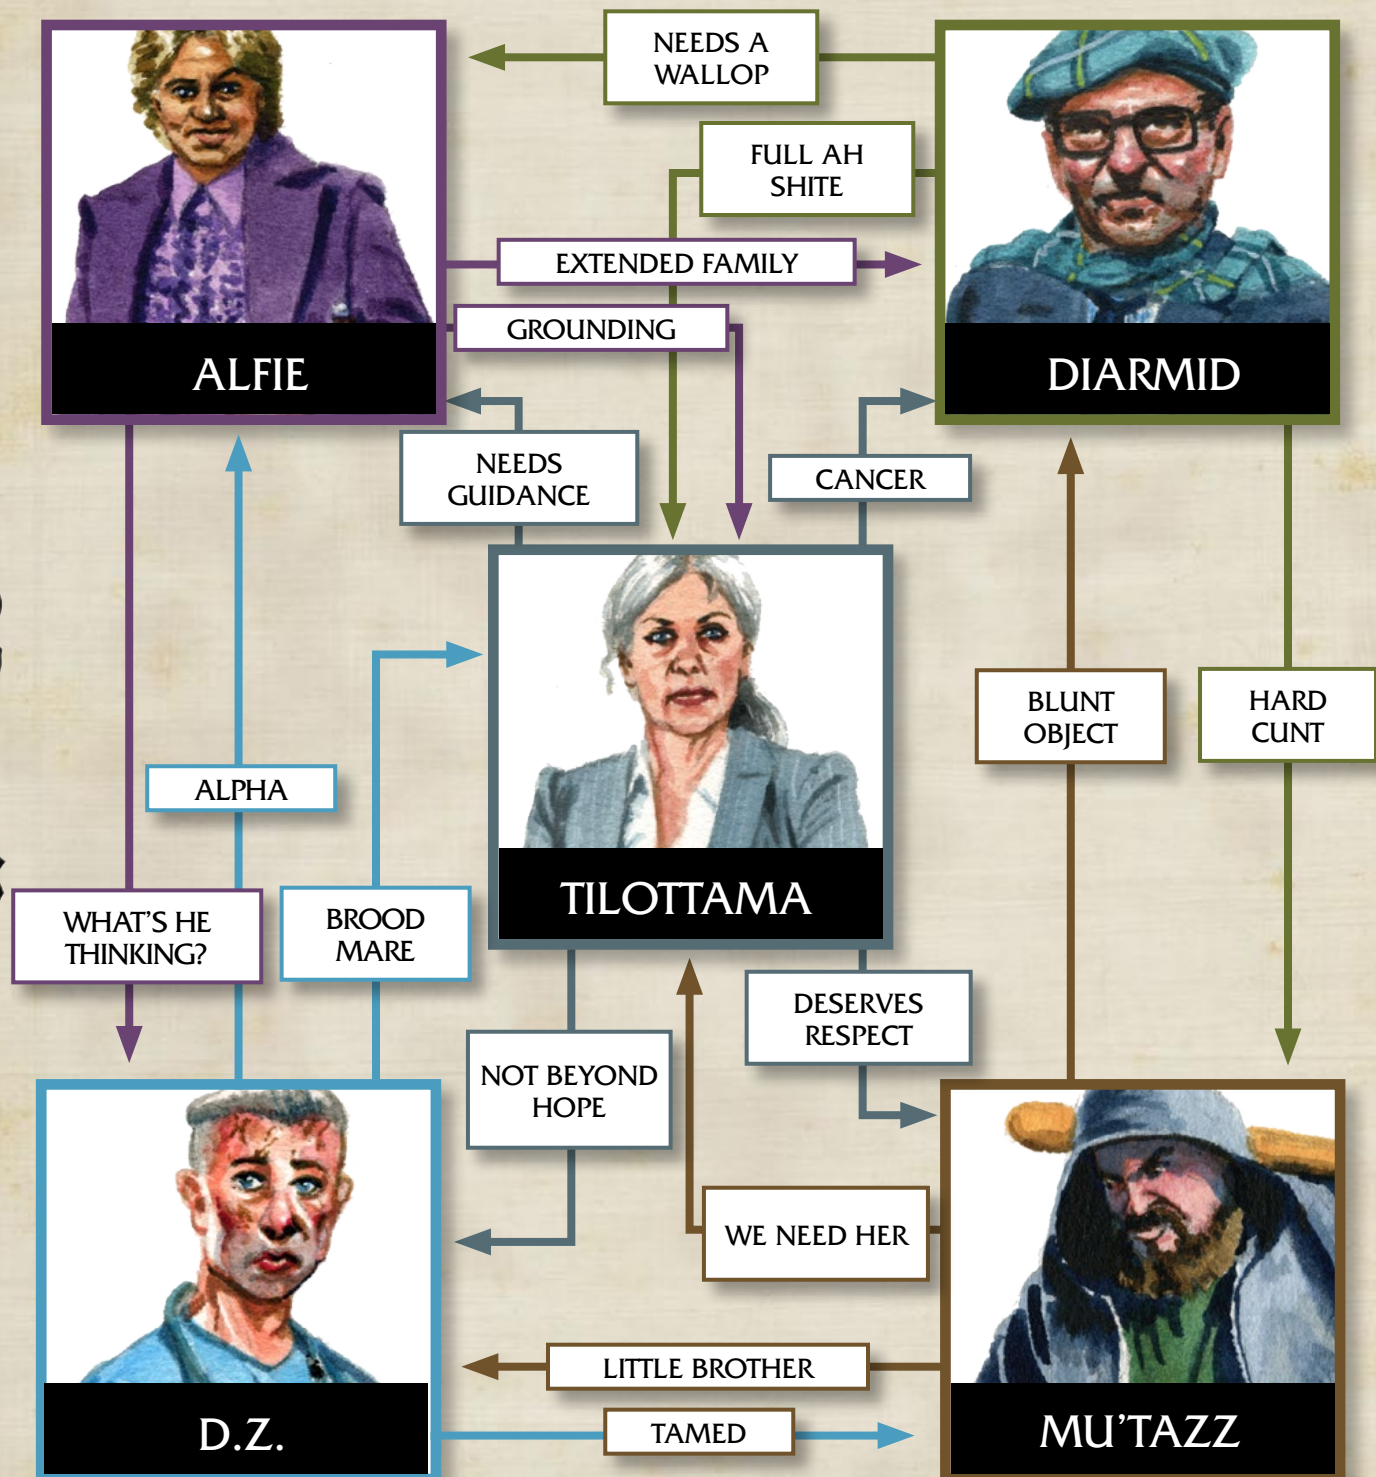 NEEDS A
WALLOP
FULL AH
SHITE
EXTENDED FAMILY
GROUNDING
ALFIE
DIARMID
NEEDS
GUIDANCE
CANCER
BLUNT
OBJECT
HARD
CUNT
ALPHA
TILOTTAMA
WHAT'S HE
THINKING?
BROOD
MARE
DESERVES
RESPECT
NOT BEYOND
HOPE
WE NEED HER
LITTLE BROTHER
TAMED
D.Z.
MU'TAZZ